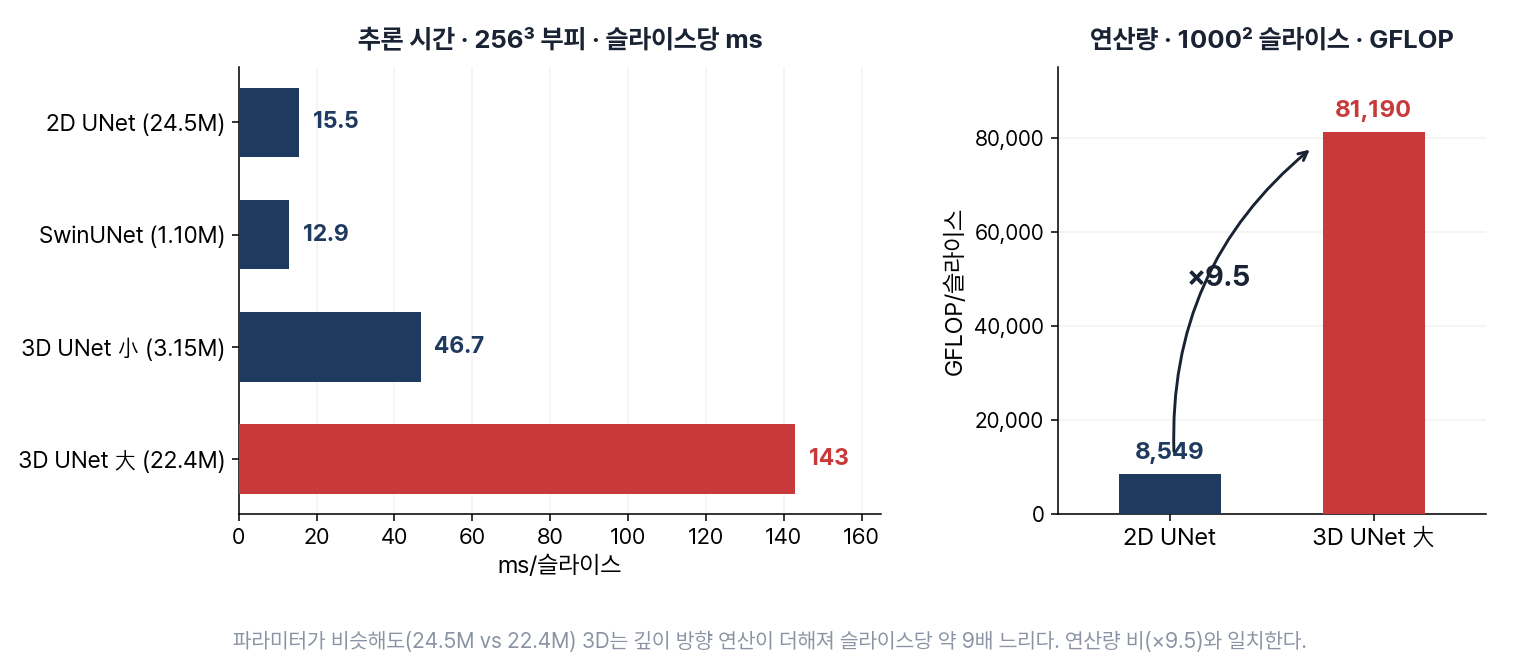 추론 시간 · 256³ 부피 · 슬라이스당 ms
2D UNet (24.5M)
15.5
SwinUNet (1.10M)
12.9
3D UNet 小 (3.15M)
46.7
3D UNet 大 (22.4M)
143
0 20 40 60 80 100 120 140 160
ms/슬라이스
연산량 · 1000² 슬라이스 · GFLOP
GFLOP/슬라이스
80,000
60,000
40,000
20,000
0
81,190
×9.5
8,549
2D UNet 3D UNet 大
파라미터가 비슷해도(24.5M vs 22.4M) 3D는 깊이 방향 연산이 더해져 슬라이스당 약 9배 느리다. 연산량 비(×9.5)와 일치한다.